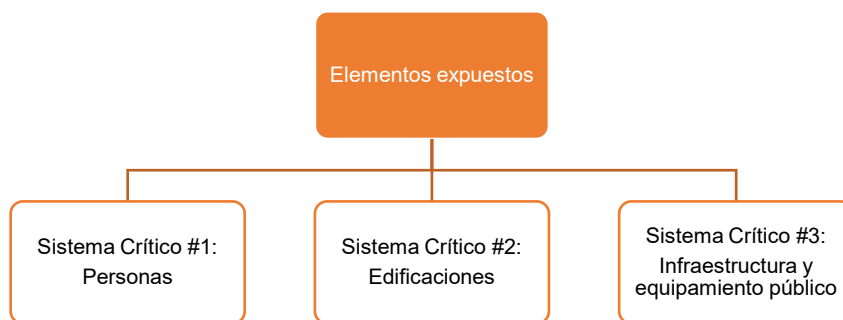 Elementos expuestos
Sistema Crítico #1:
Personas
Sistema Crítico #2:
Edificaciones
Sistema Crítico #3:
Infraestructura y
equipamiento público